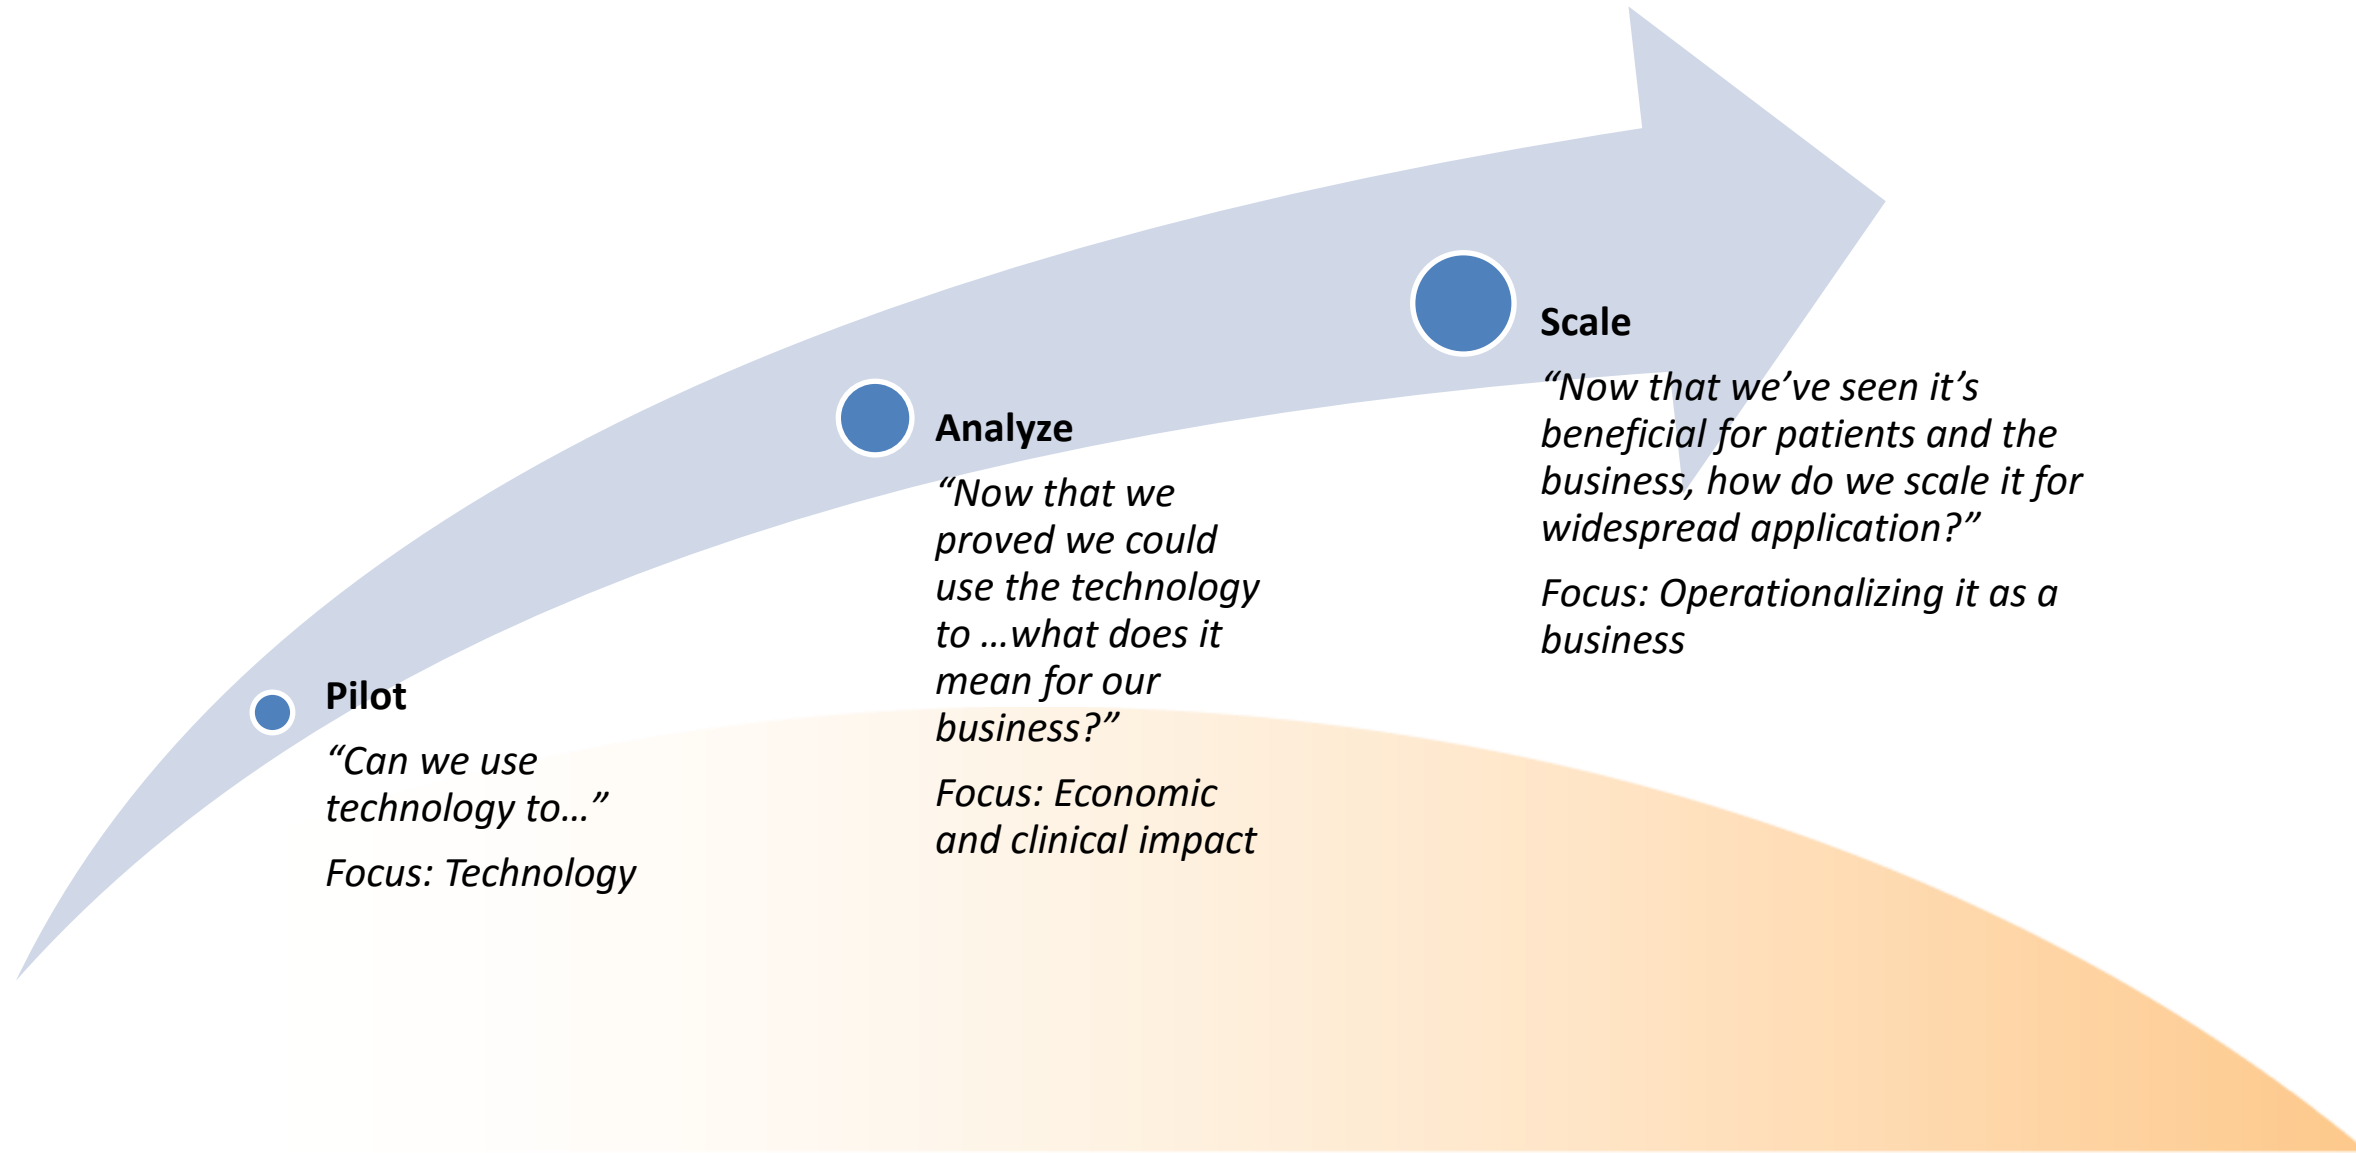 Pilot
“Can we use
technology to…”
Focus: Technology
Analyze
“Now that we
proved we could
use the technology
to …what does it
mean for our
business?”
Focus: Economic
and clinical impact
Scale
“Now that we’ve seen it’s
beneficial for patients and the
business, how do we scale it for
widespread application?”
Focus: Operationalizing it as a
business